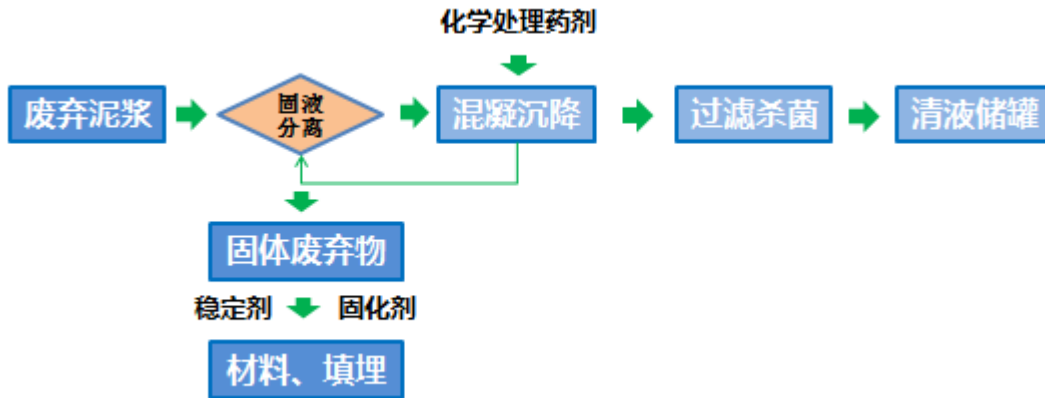 化学处理药剂
废弃泥浆
固液
分离
混凝沉降
过滤杀菌
清液储罐
固体废弃物
稳定剂
固化剂
材料、填埋